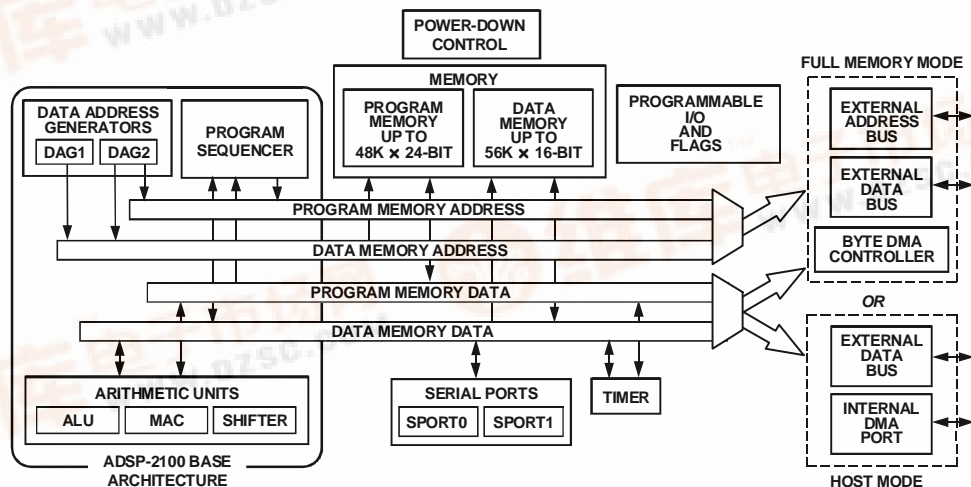 POWER-DOWN
CONTROL
FULL MEMORY MODE
MEMORY
PROGRAM
MEMORY
UP TO
48K × 24-BIT
DATA
MEMORY
UP TO
56K × 16-BIT
PROGRAMMABLE
I/O
AND
FLAGS
EXTERNAL
ADDRESS
BUS
EXTERNAL
DATA
BUS
BYTE DMA
CONTROLLER
DATA ADDRESS
GENERATORS
DAG1
DAG2
PROGRAM
SEQUENCER
PROGRAM MEMORY ADDRESS
DATA MEMORY ADDRESS
PROGRAM MEMORY DATA
DATA MEMORY DATA
OR
EXTERNAL
DATA
BUS
INTERNAL
DMA
PORT
HOST MODE
ARITHMETIC UNITS
ALU
MAC
SHIFTER
SERIAL PORTS
SPORT0
SPORT1
TIMER
ADSP-2100 BASE
ARCHITECTURE